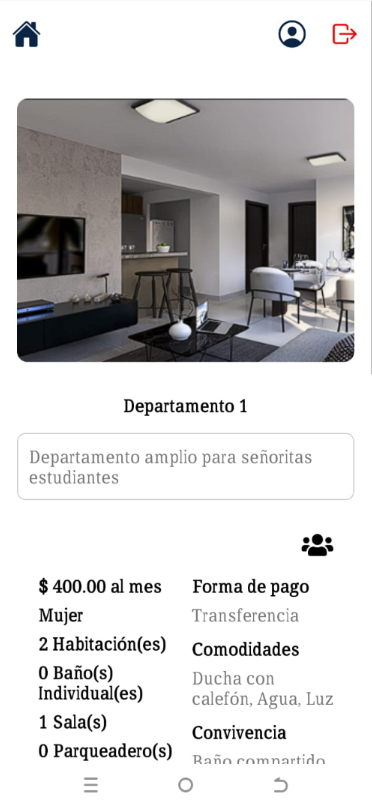 Departamento 1
Departamento amplio para señoritas
estudiantes
$ 400.00 al mes
Mujer
2 Habitación(es)
0 Baño(s)
Individual(es)
1 Sala(s)
0 Parqueadero(s)
Forma de pago
Transferencia
Comodidades
Ducha con
calefón, Agua, Luz
Convivencia
Baño compartido